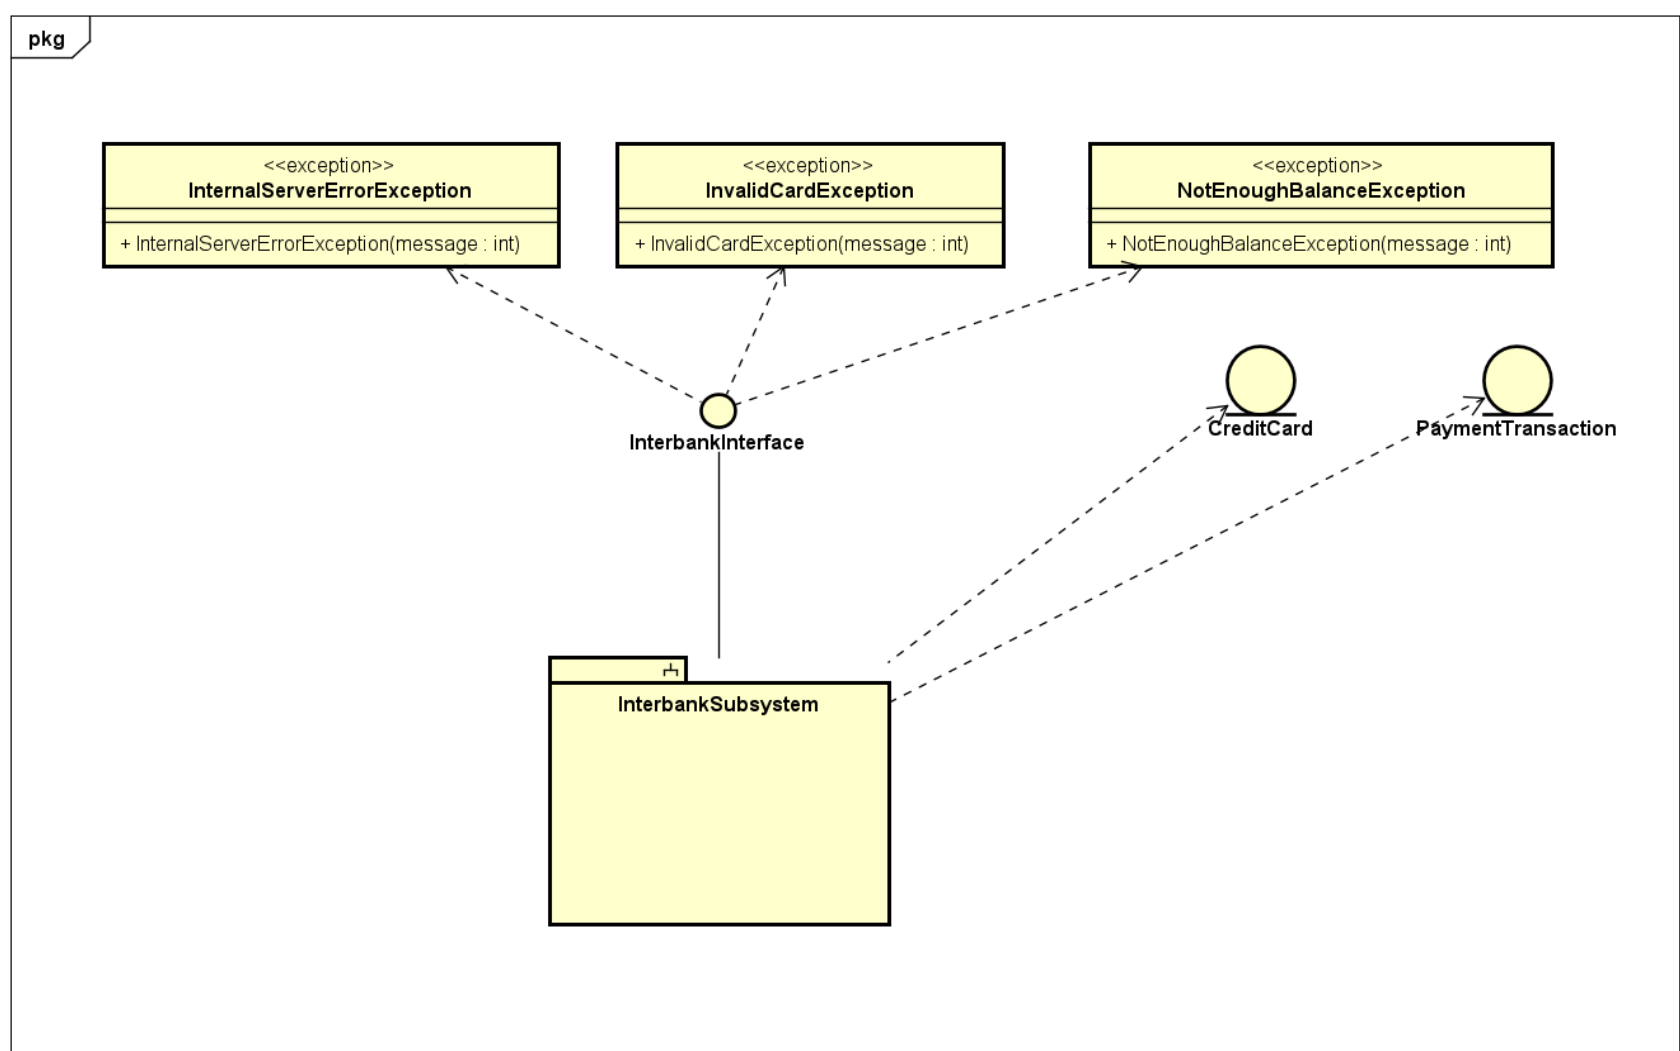 pkg
<<exception>>
InternalServerErrorException
+ InternalServerErrorException(message : int)
<<exception>>
InvalidCardException
+ InvalidCardException(message : int)
<<exception>>
NotEnoughBalanceException
+ NotEnoughBalanceException(message : int)
InterbankInterface
CreditCard
PaymentTransaction
InterbankSubsystem